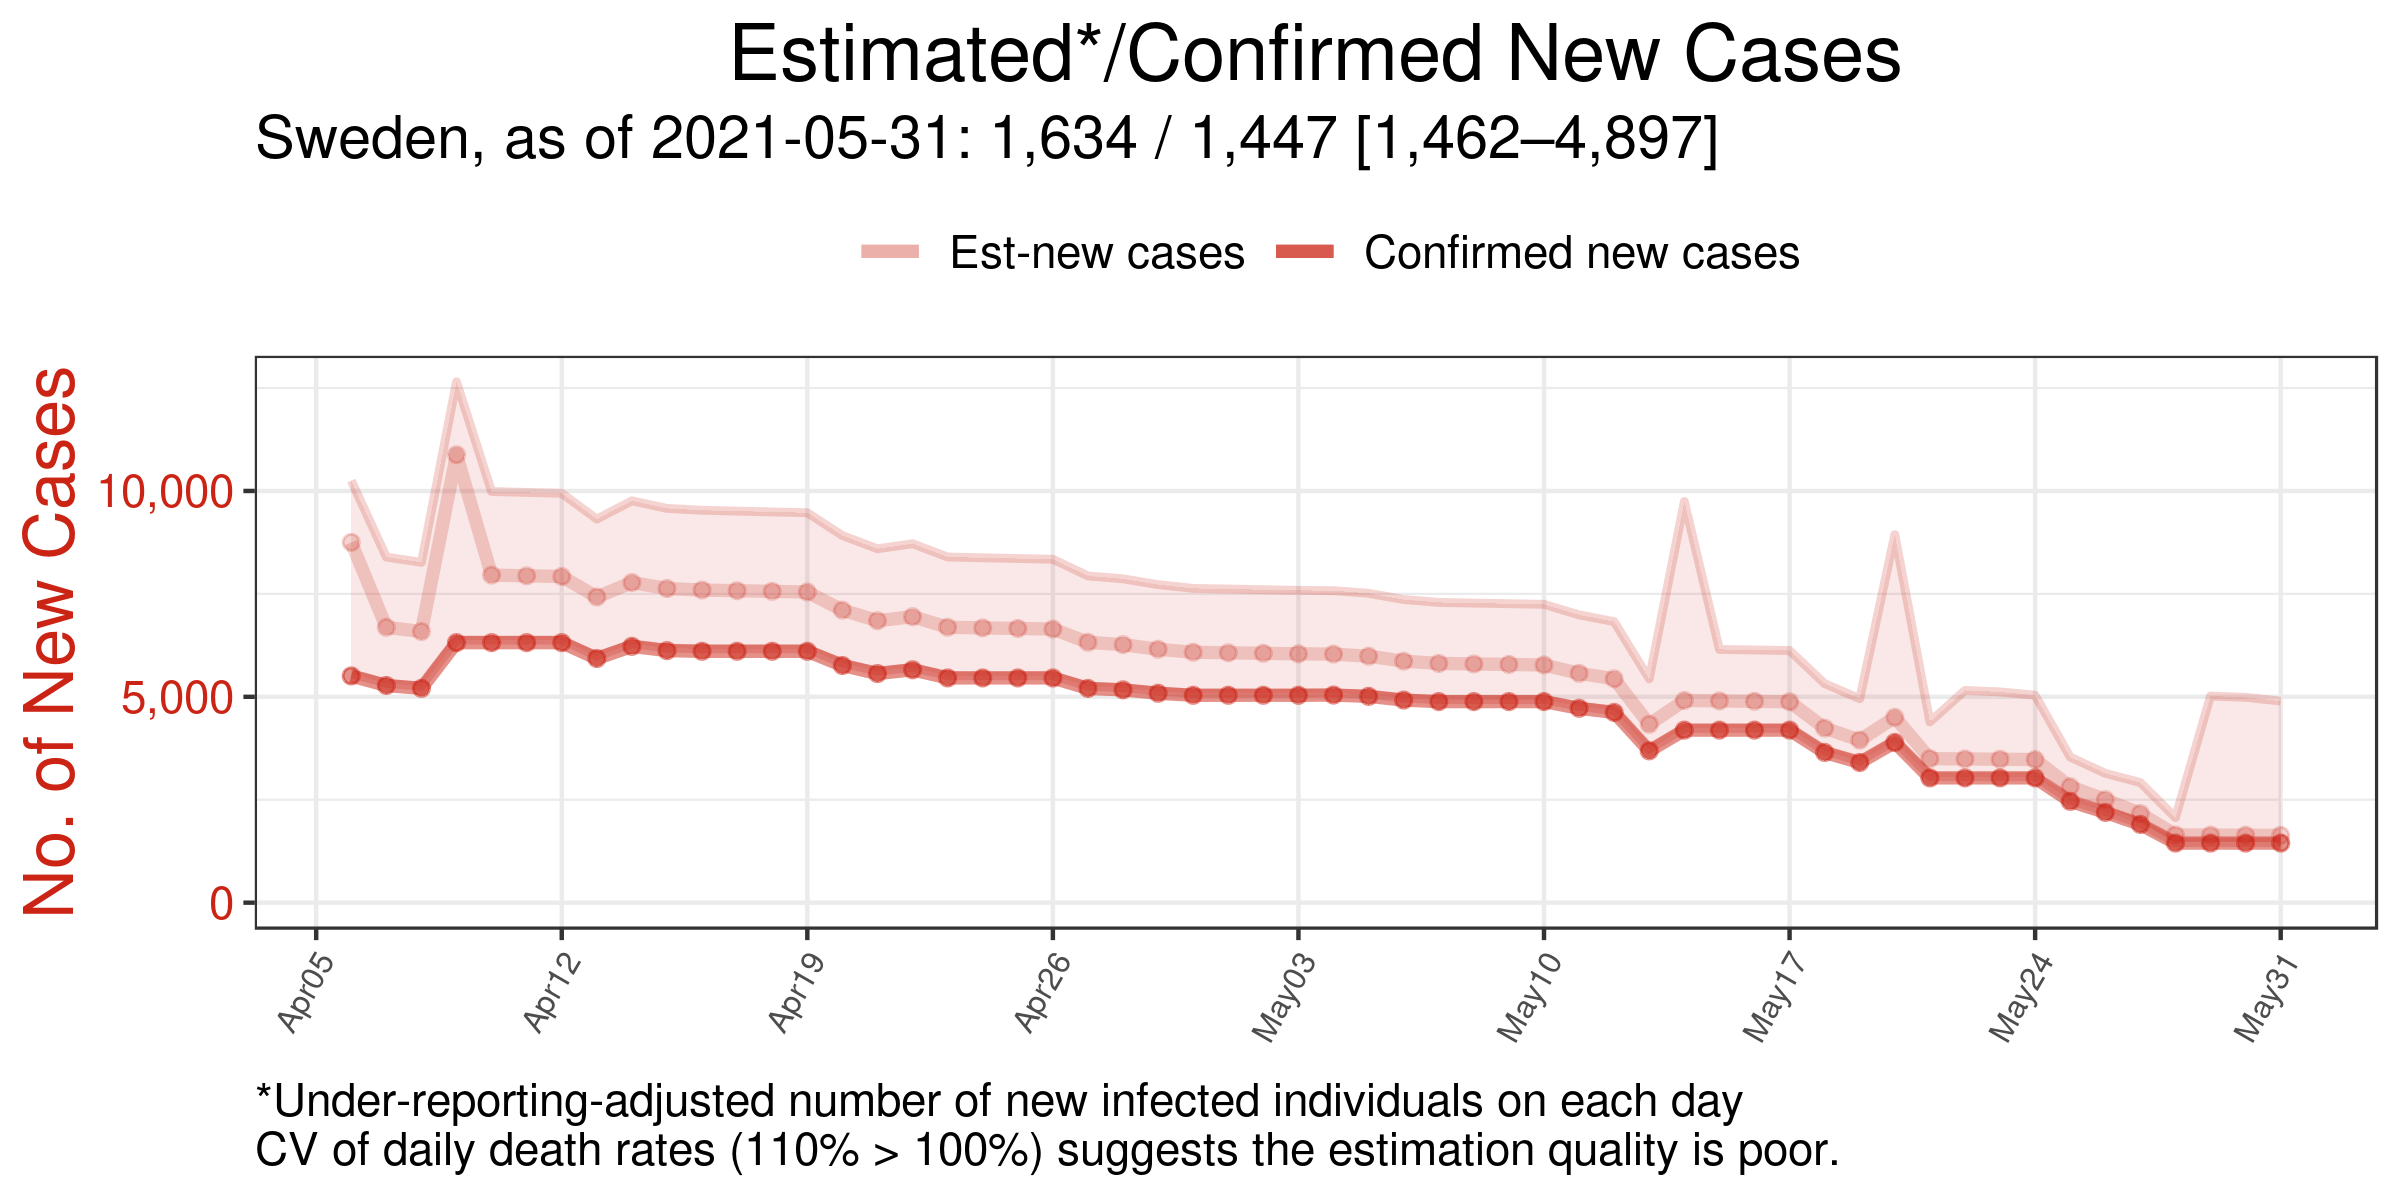 Estimated*/Confirmed New Cases
Sweden, as of 2021-05-31: 1,634 / 1,447 [1,462–4,897]
Est-new cases
Confirmed new cases
No. of New Cases
10,000
5,000
0
Apr05
Apr12
Apr19
Apr26
May03
May10
May17
May24
May31
*Under-reporting-adjusted number of new infected individuals on each day
CV of daily death rates (110% > 100%) suggests the estimation quality is poor.